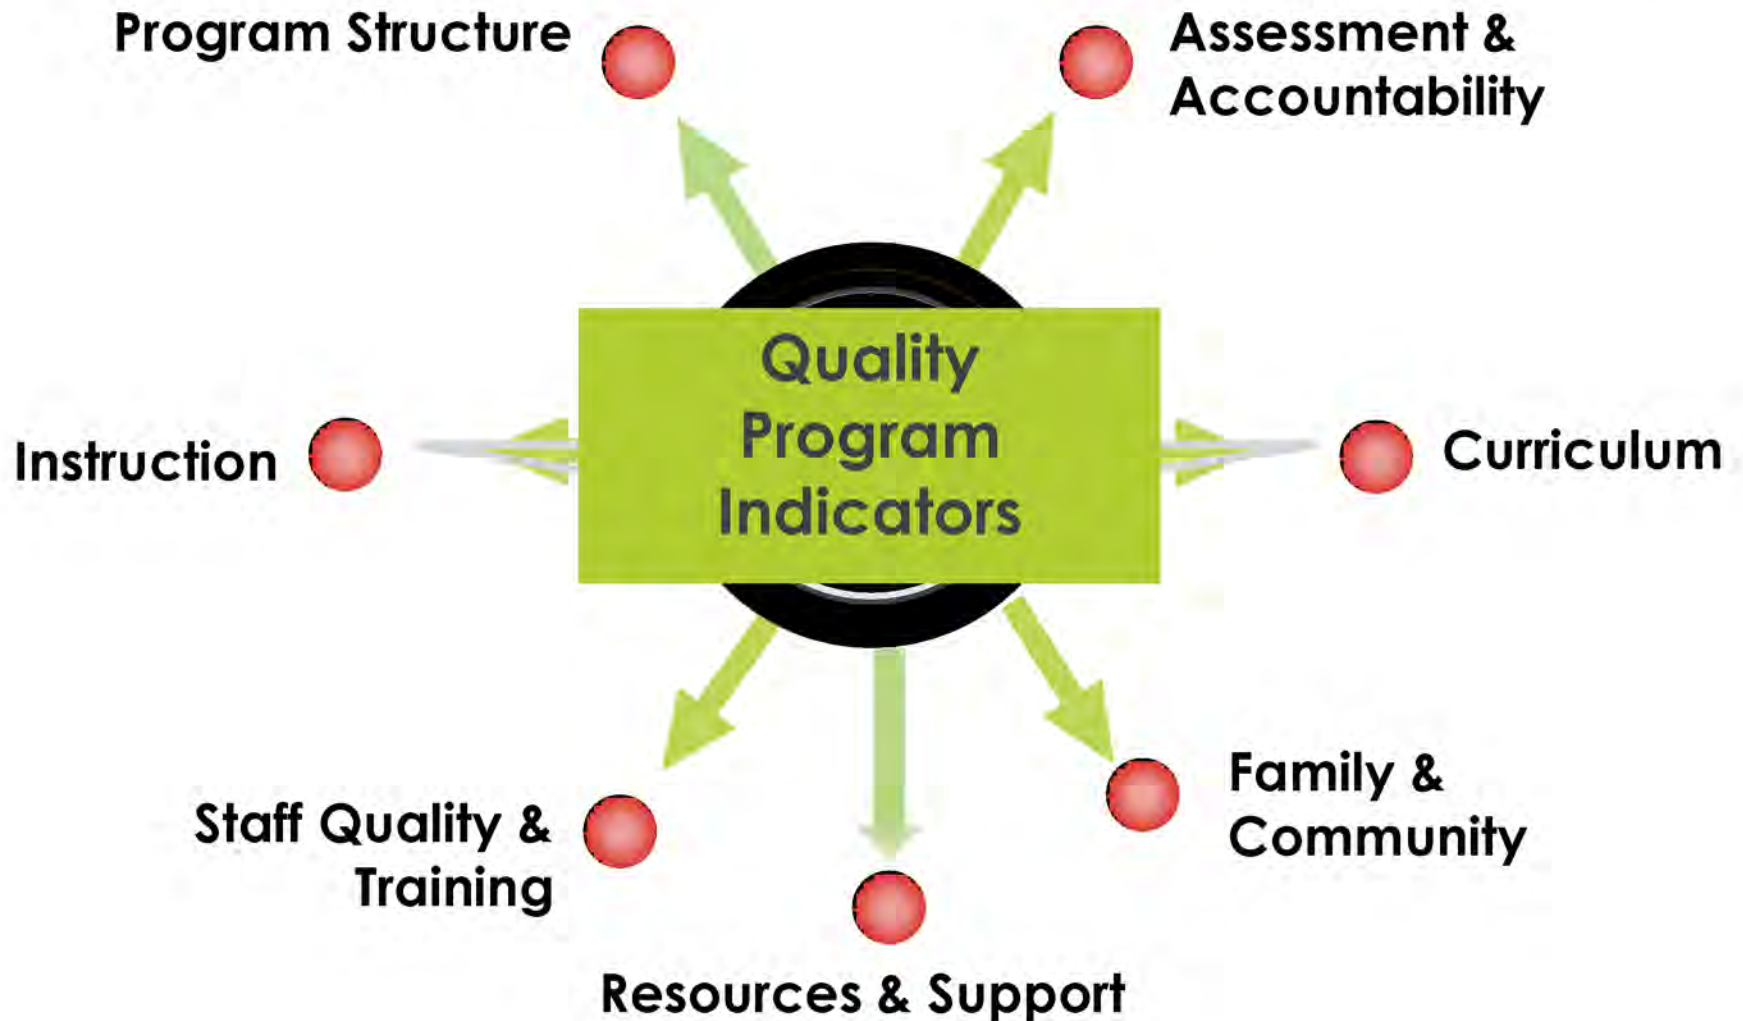 Program Structure
Assessment &
Accountability
Quality
Program
Indicators
Instruction
Curriculum
Staff Quality &
Training
Family &
Community
Resources & Support